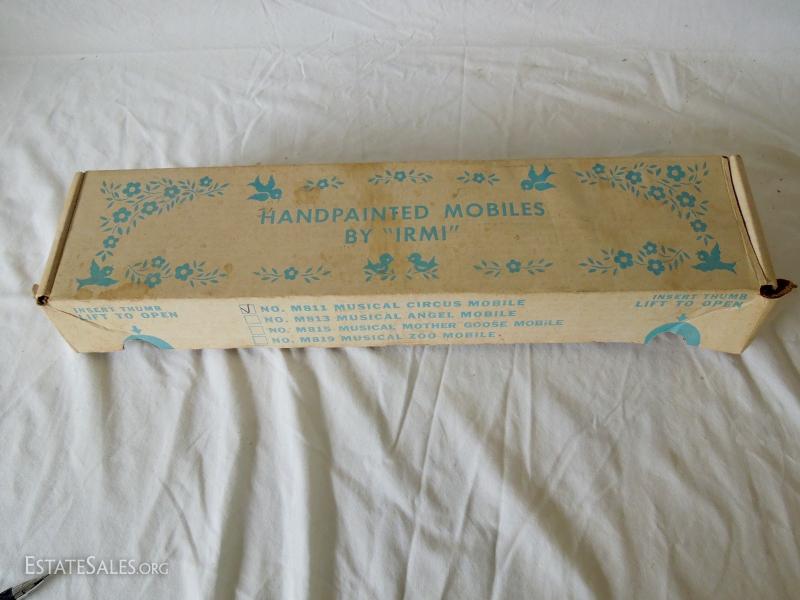 HANDPAINTED MOBILES
BY "IRMI"
INSERT THUMB
LIFT TO OPEN
NO. M811 MUSICAL CIRCUS MOBILE
NO. M813 MUSICAL ANGEL MOBILE
NO. M815 MUSICAL MOTHER GOOSE MOBILE
NO. M819 MUSICAL ZOO MOBILE
INSERT THUMB
LIFT TO OPEN
ESTATESALES.ORG